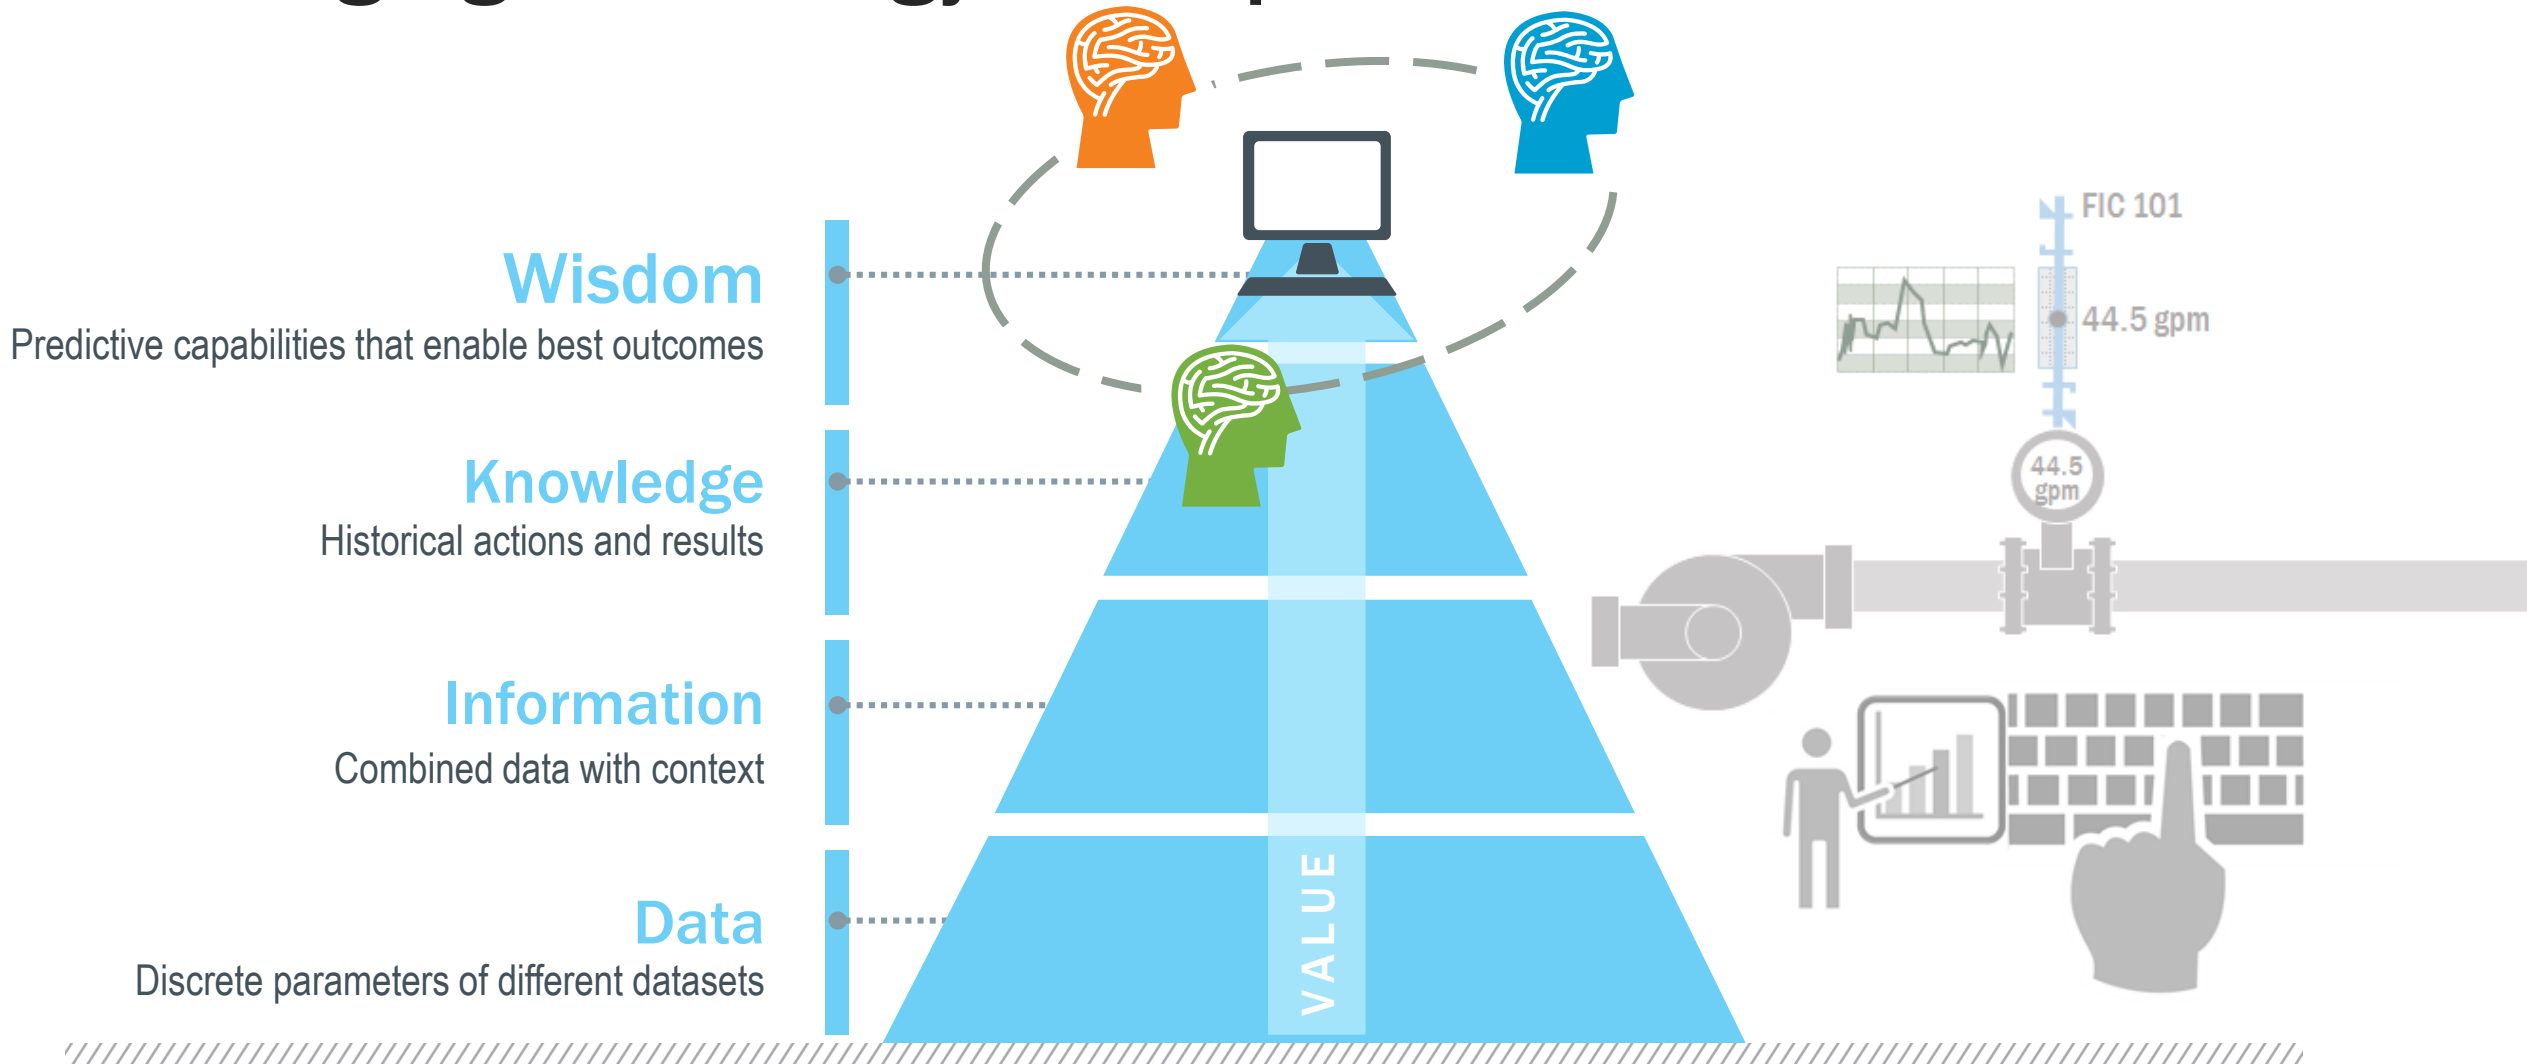 Wisdom
Predictive capabilities that enable best outcomes
Knowledge
Historical actions and results
Information
Combined data with context
Data
Discrete parameters of different datasets
VALUE
FIC 101
44.5 gpm
44.5
gpm